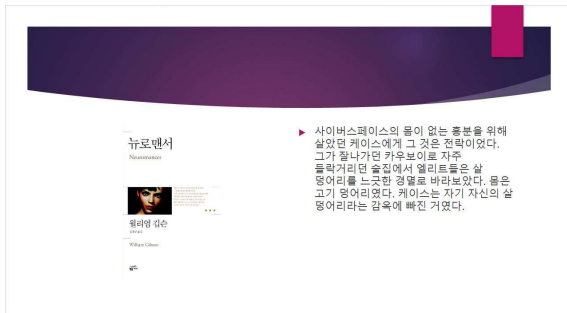 뉴로맨서
Neuromancer
윌리엄 깁슨
William Gibson
사이버스페이스의 몸이 없는 흥분을 위해
살았던 케이스에게 그 것은 전락이었다.
그가 잘나가던 카우보이로 자주
들락거리던 술집에서 엘리트들은 살
덩어리를 느긋한 경멸로 바라보았다. 몸은
고기 덩어리였다. 케이스는 자기 자신의 살
덩어리라는 감옥에 빠진 거였다.